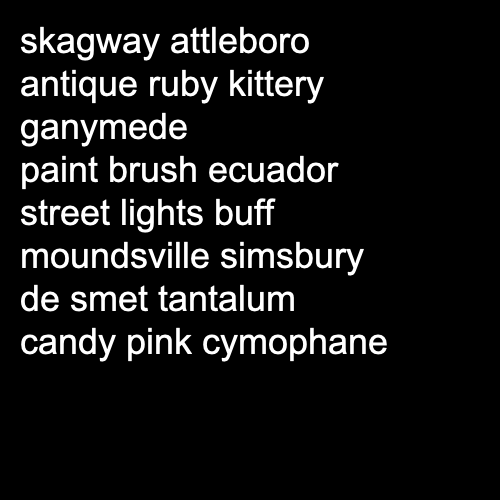 skagway attleboro
antique ruby kittery
ganymede
paint brush ecuador
street lights buff
moundsville simsbury
de smet tantalum
candy pink cymophane